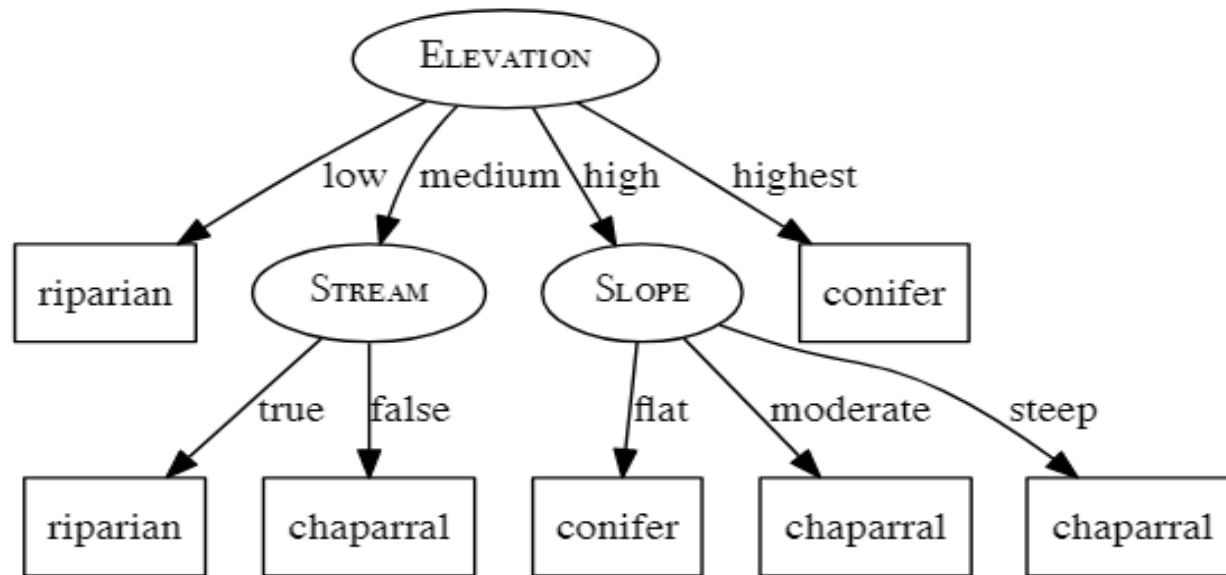 ELEVATION
low medium high highest
riparian STREAM SLOPE conifer
true false flat moderate steep
riparian chaparral conifer chaparral chaparral